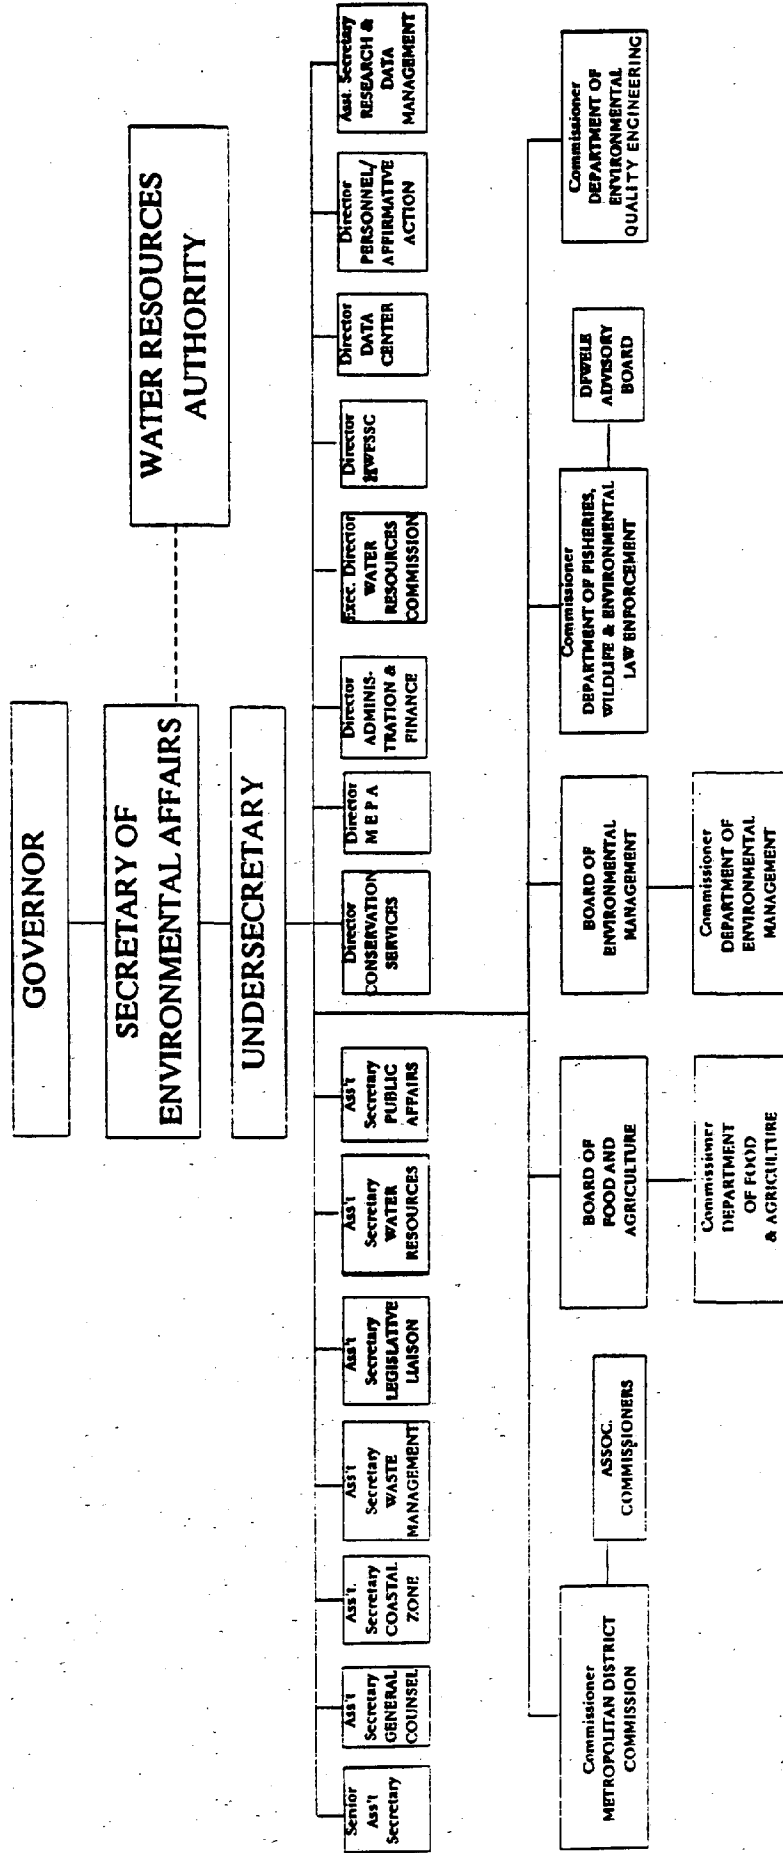 GOVERNOR
SECRETARY OF
ENVIRONMENTAL AFFAIRS
WATER RESOURCES
AUTHORITY
UNDERSECRETARY
Senior
Ass't
Secretary
Ass't
Secretary
GENERAL
COUNSEL
Ass't.
Secretary
COASTAL
ZONE
Ass't
Secretary
WASTE
MANAGEMENT
Ass't
Secretary
LEGISLATIVE
LIAISON
Ass't
Secretary
WATER
RESOURCES
Ass't
Secretary
PUBLIC
AFFAIRS
Director
CONSERVATION
SERVICES
Director
M E P A
Director
ADMINIS-
TRATION &
FINANCE
Exec. Director
WATER
RESOURCES
COMMISSION
Director
HWFSSC
Director
DATA
CENTER
Director
PERSONNEL/
AFFIRMATIVE
ACTION
Asst. Secretary
RESEARCH &
DATA
MANAGEMENT
Commissioner
METROPOLITAN DISTRICT
COMMISSION
ASSOC.
COMMISSIONERS
BOARD OF
FOOD AND
AGRICULTURE
BOARD OF
ENVIRONMENTAL
MANAGEMENT
Commissioner
DEPARTMENT OF FISHERIES,
WILDLIFE & ENVIRONMENTAL
LAW ENFORCEMENT
DFWELE
ADVISORY
BOARD
Commissioner
DEPARTMENT OF
ENVIRONMENTAL
QUALITY ENGINEERING
Commissioner
DEPARTMENT
OF FOOD
& AGRICULTURE
Commissioner
DEPARTMENT OF
ENVIRONMENTAL
MANAGEMENT